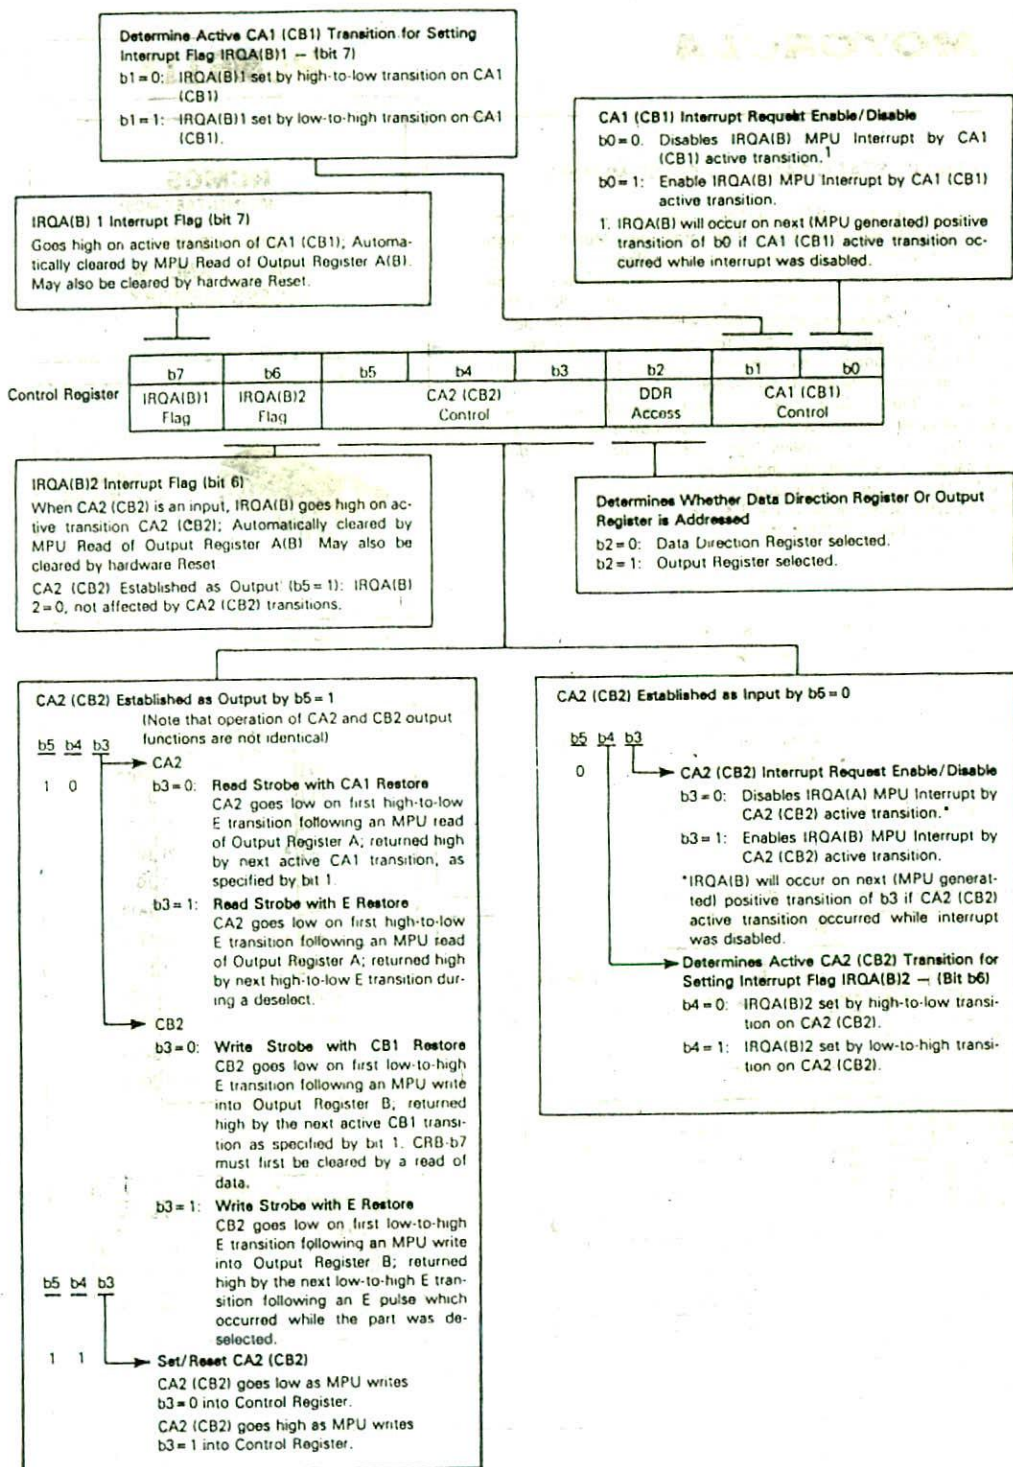 Determine Active CA1 (CB1) Transition for Setting
Interrupt Flag IRQA(B)1 — (bit 7)
b1=0: IRQA(B)1 set by high-to-low transition on CA1
(CB1)
b1=1: IRQA(B)1 set by low-to-high transition on CA1
(CB1).
CA1 (CB1) Interrupt Request Enable/Disable
b0=0. Disables IRQA(B) MPU Interrupt by CA1
(CB1) active transition.1
b0=1: Enable IRQA(B) MPU Interrupt by CA1 (CB1)
active transition.
1. IRQA(B) will occur on next (MPU generated) positive
transition of b0 if CA1 (CB1) active transition oc-
curred while interrupt was disabled.
IRQA(B) 1 Interrupt Flag (bit 7)
Goes high on active transition of CA1 (CB1); Automa-
tically cleared by MPU Read of Output Register A(B).
May also be cleared by hardware Reset.
b7 b6 b5 b4 b3 b2 b1 b0
Control Register IRQA(B)1 IRQA(B)2 CA2 (CB2) DDR CA1 (CB1)
Flag Flag Control Access Control
IRQA(B)2 Interrupt Flag (bit 6)
When CA2 (CB2) is an input, IRQA(B) goes high on ac-
tive transition CA2 (CB2); Automatically cleared by
MPU Read of Output Register A(B) May also be
cleared by hardware Reset
CA2 (CB2) Established as Output (b5=1): IRQA(B)
2=0, not affected by CA2 (CB2) transitions.
Determines Whether Data Direction Register Or Output
Register is Addressed
b2=0: Data Direction Register selected.
b2=1: Output Register selected.
CA2 (CB2) Established as Output by b5=1
(Note that operation of CA2 and CB2 output
functions are not identical)
b5 b4 b3
CA2
1 0 b3=0: Read Strobe with CA1 Restore
CA2 goes low on first high-to-low
E transition following an MPU read
of Output Register A; returned high
by next active CA1 transition, as
specified by bit 1.
b3=1: Read Strobe with E Restore
CA2 goes low on first high-to-low
E transition following an MPU read
of Output Register A; returned high
by next high-to-low E transition dur-
ing a deselect.
CB2
b3=0: Write Strobe with CB1 Restore
CB2 goes low on first low-to-high
E transition following an MPU write
into Output Register B; returned
high by the next active CB1 transi-
tion as specified by bit 1. CRB-b7
must first be cleared by a read of
data.
b3=1: Write Strobe with E Restore
CB2 goes low on first low-to-high
E transition following an MPU write
into Output Register B; returned
high by the next low-to-high E tran-
sition following an E pulse which
occurred while the part was de-
selected.
b5 b4 b3
1 1 Set/Reset CA2 (CB2)
CA2 (CB2) goes low as MPU writes
b3=0 into Control Register.
CA2 (CB2) goes high as MPU writes
b3=1 into Control Register.
CA2 (CB2) Established as Input by b5=0
b5 b4 b3
0 CA2 (CB2) Interrupt Request Enable/Disable
b3=0: Disables IRQA(A) MPU Interrupt by
CA2 (CB2) active transition.*
b3=1: Enables IRQA(B) MPU Interrupt by
CA2 (CB2) active transition.
*IRQA(B) will occur on next (MPU generat-
ted) positive transition of b3 if CA2 (CB2)
active transition occurred while interrupt
was disabled.
Determines Active CA2 (CB2) Transition for
Setting Interrupt Flag IRQA(B)2 — (Bit b6)
b4=0: IRQA(B)2 set by high-to-low transi-
tion on CA2 (CB2).
b4=1: IRQA(B)2 set by low-to-high transi-
tion on CA2 (CB2).